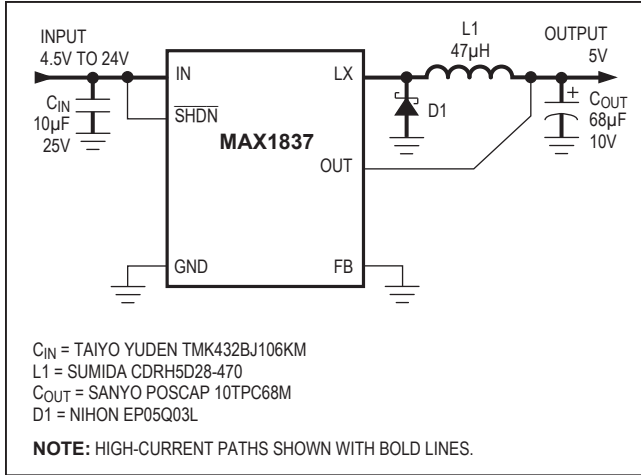 INPUT
4.5V TO 24V
L1
47µH
OUTPUT
5V
IN
LX
CIN
10µF
25V
SHDN
D1
+
COUT
68µF
10V
MAX1837
OUT
GND
FB
CIN = TAIYO YUDEN TMK432BJ106KM
L1 = SUMIDA CDRH5D28-470
COUT = SANYO POSCAP 10TPC68M
D1 = NIHON EP05Q03L
NOTE: HIGH-CURRENT PATHS SHOWN WITH BOLD LINES.